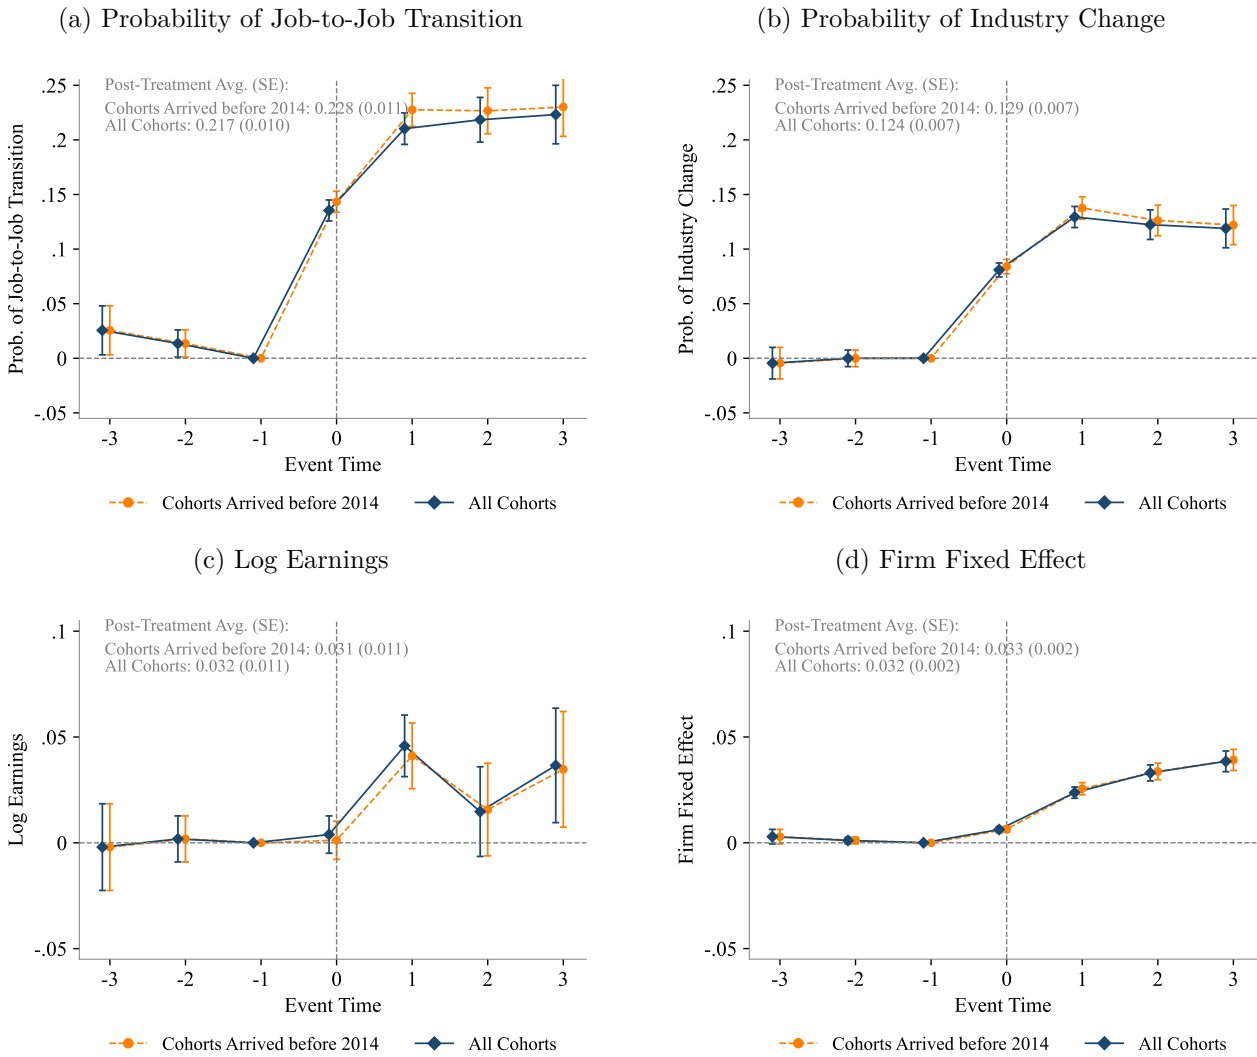 (a) Probability of Job-to-Job Transition
Post-Treatment Avg. (SE):
Cohorts Arrived before 2014: 0.228 (0.011)
All Cohorts: 0.217 (0.010)
Prob. of Job-to-Job Transition
.25
.2
.15
.1
.05
0
-.05
-3 -2 -1 0 1 2 3
Event Time
Cohorts Arrived before 2014 All Cohorts
(b) Probability of Industry Change
Post-Treatment Avg. (SE):
Cohorts Arrived before 2014: 0.129 (0.007)
All Cohorts: 0.124 (0.007)
Prob. of Industry Change
.25
.2
.15
.1
.05
0
-.05
-3 -2 -1 0 1 2 3
Event Time
Cohorts Arrived before 2014 All Cohorts
(c) Log Earnings
Post-Treatment Avg. (SE):
Cohorts Arrived before 2014: 0.031 (0.011)
All Cohorts: 0.032 (0.011)
Log Earnings
.1
.05
0
-.05
-3 -2 -1 0 1 2 3
Event Time
Cohorts Arrived before 2014 All Cohorts
(d) Firm Fixed Effect
Post-Treatment Avg. (SE):
Cohorts Arrived before 2014: 0.033 (0.002)
All Cohorts: 0.032 (0.002)
Firm Fixed Effect
.1
.05
0
-.05
-3 -2 -1 0 1 2 3
Event Time
Cohorts Arrived before 2014 All Cohorts